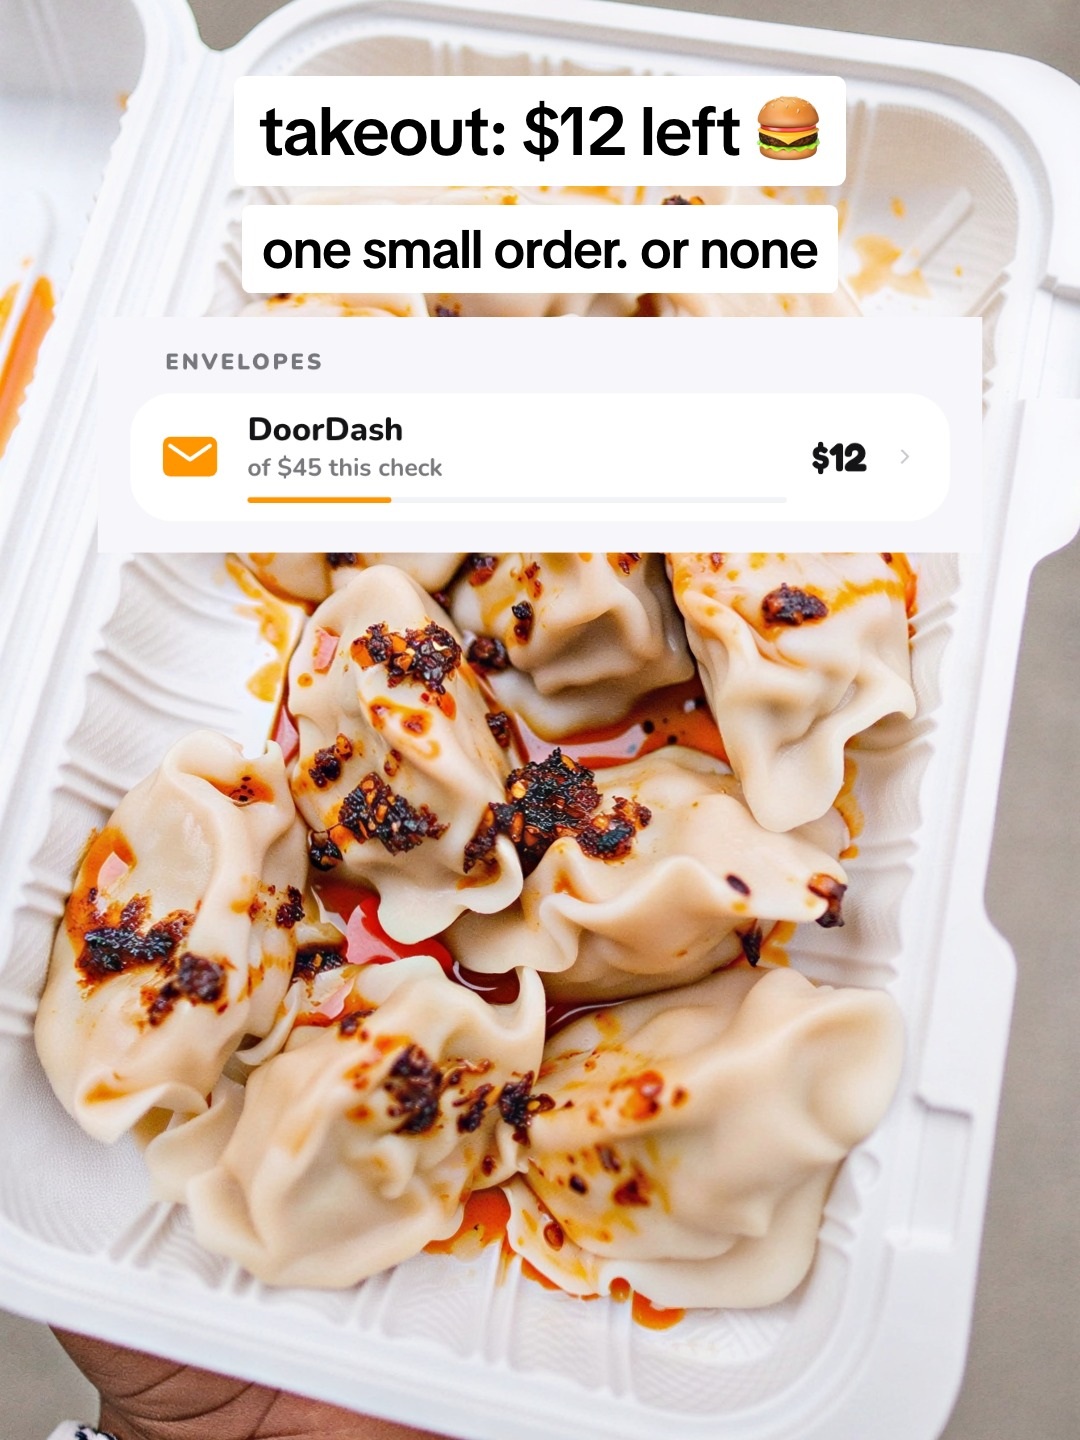 takeout: $12 left 🍔
one small order. or none
ENVELOPES
DoorDash
of $45 this check
$12